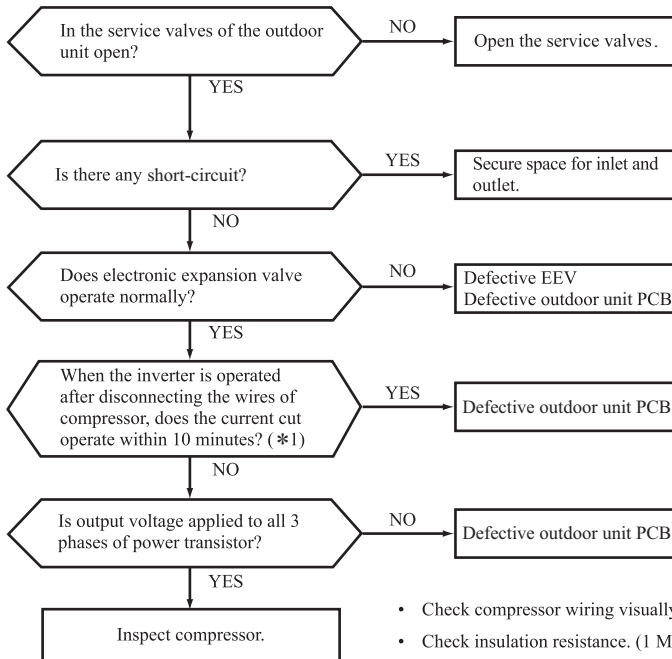 In the service valves of the outdoor
unit open?
NO
Open the service valves.
YES
Is there any short-circuit?
YES
Secure space for inlet and
outlet.
NO
Does electronic expansion valve
operate normally?
NO
Defective EEV
Defective outdoor unit PCB
YES
When the inverter is operated
after disconnecting the wires of
compressor, does the current cut
operate within 10 minutes? (*1)
YES
Defective outdoor unit PCB
NO
Is output voltage applied to all 3
phases of power transistor?
NO
Defective outdoor unit PCB
YES
Inspect compressor.
• Check compressor wiring visually
• Check insulation resistance. (1 M